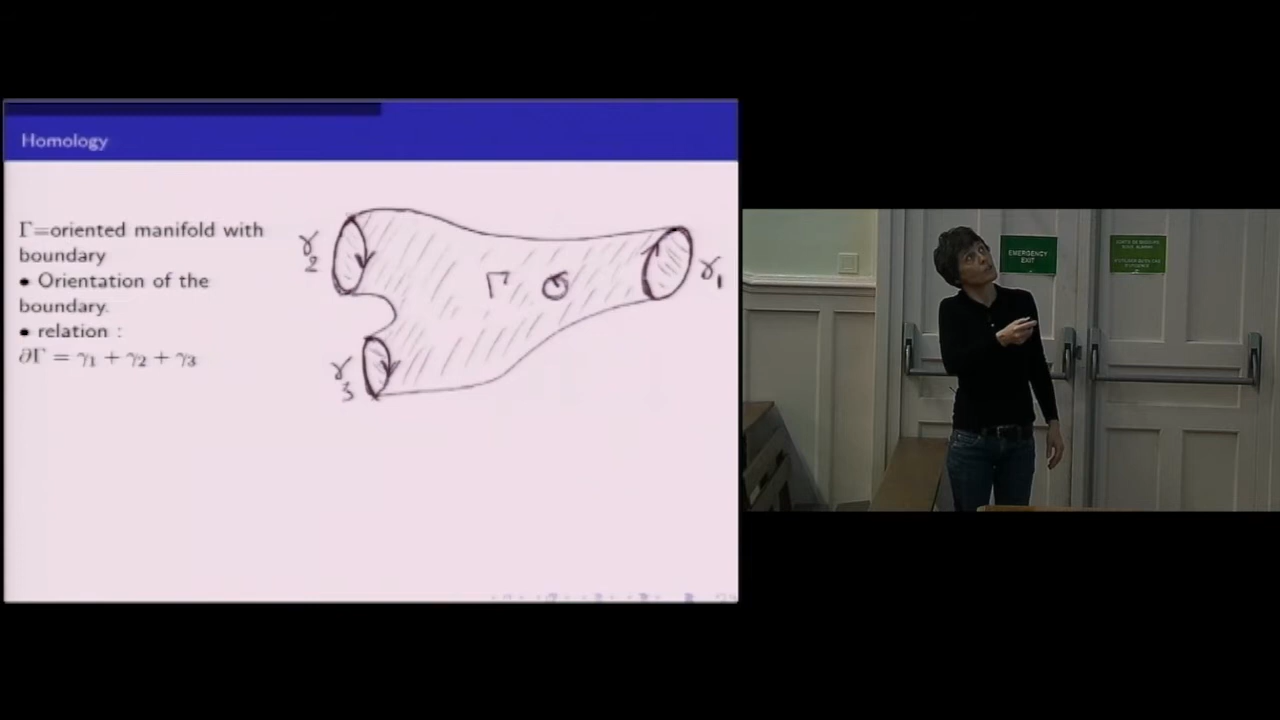 Homology
Γ=oriented manifold with
boundary
• Orientation of the
boundary.
• relation :
∂Γ = γ₁ + γ₂ + γ₃
γ₂
Γ
γ₁
γ₃
EMERGENCY
EXIT